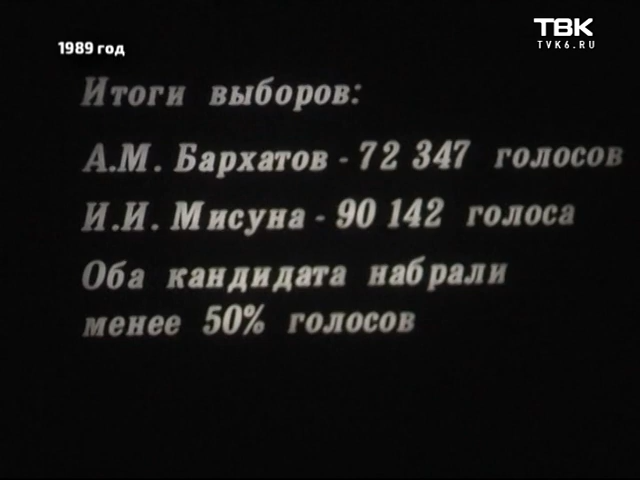 1989 год
ТВК
TVK6.RU
Итоги выборов:
А.М. Бархатов - 72 347 голосов
И.И. Мисуна - 90 142 голоса
Оба кандидата набрали
менее 50% голосов